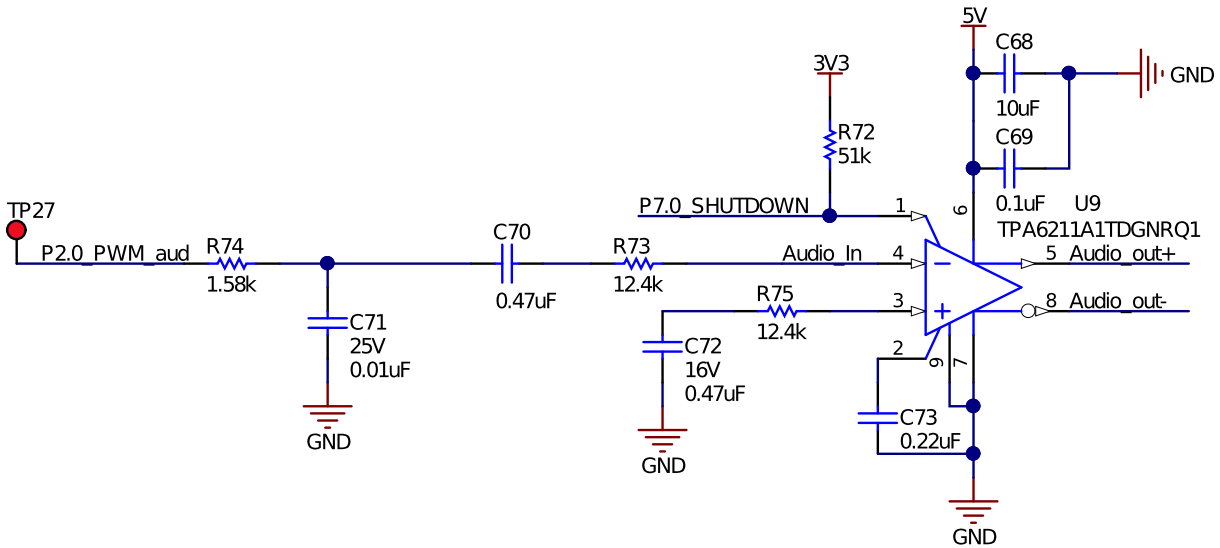 5V
C68
10uF
GND
3V3
R72
51k
C69
0.1uF
U9
TPA6211A1TDGNRQ1
P7.0_SHUTDOWN
1
6
TP27
P2.0_PWM_aud
R74
1.58k
C70
0.47uF
R73
12.4k
Audio_In
4
5
Audio_out+
C71
25V
0.01uF
GND
R75
12.4k
3
8
Audio_out-
C72
16V
0.47uF
GND
2
9
7
C73
0.22uF
GND